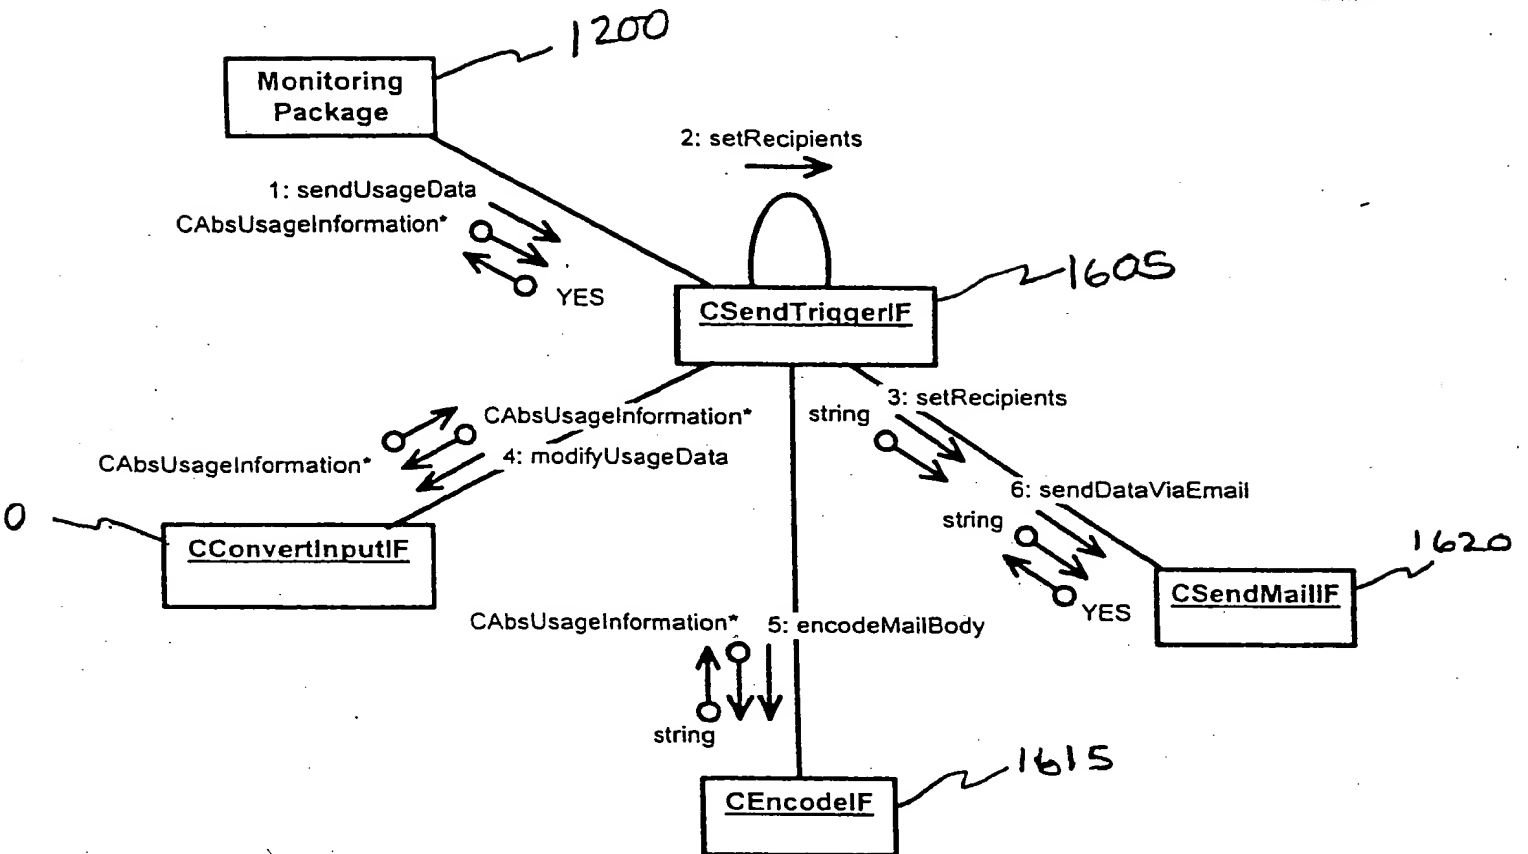 1200
Monitoring
Package
2: setRecipients
1: sendUsageData
CAbsUsageInformation*
YES
1605
CSendTriggerIF
3: setRecipients
string
CAbsUsageInformation*
4: modifyUsageData
CAbsUsageInformation*
6: sendDataViaEmail
string
0
CConvertInputIF
1620
CSendMailIF
YES
CAbsUsageInformation*
5: encodeMailBody
string
1615
CEncodeIF